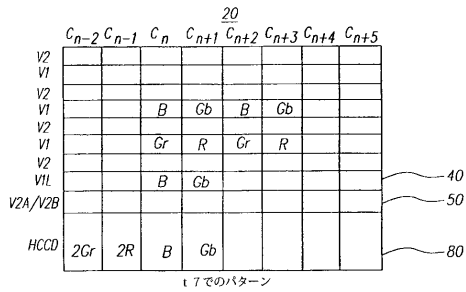 20
Cn-2 Cn-1 Cn Cn+1 Cn+2 Cn+3 Cn+4 Cn+5
V2
V1
V2
V1 B Gb B Gb
V2
V1 Gr R Gr R
V2
V1L B Gb 40
V2A/V2B 50
HCCD 2Gr 2R B Gb 80
t7でのパターン